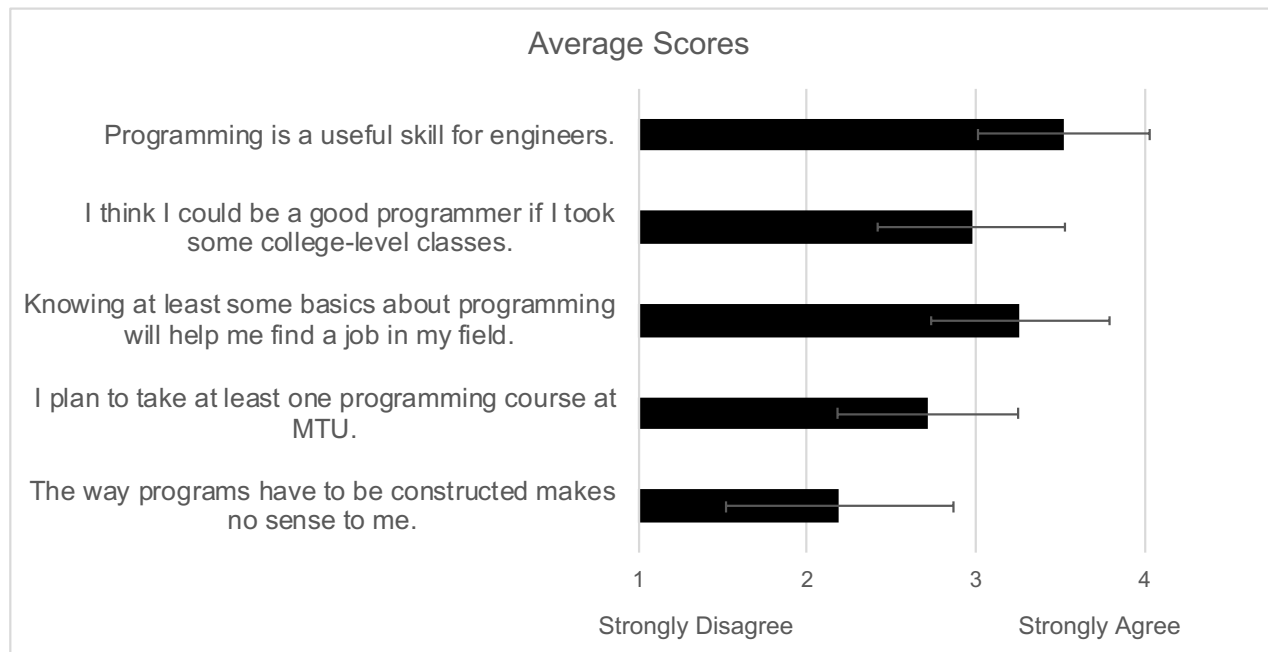 Average Scores
Programming is a useful skill for engineers.
I think I could be a good programmer if I took
some college-level classes.
Knowing at least some basics about programming
will help me find a job in my field.
I plan to take at least one programming course at
MTU.
The way programs have to be constructed makes
no sense to me.
1 2 3 4
Strongly Disagree Strongly Agree